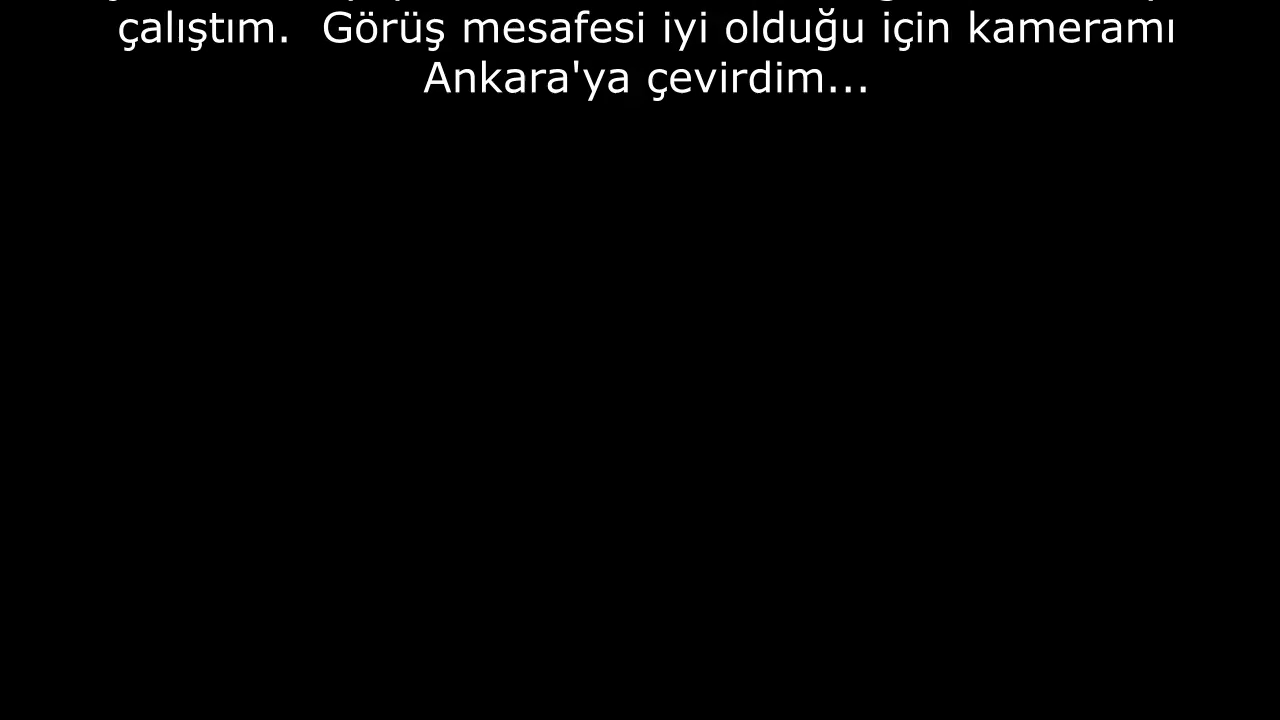 çalıştım.  Görüş mesafesi iyi olduğu için kameramı
Ankara'ya çevirdim...